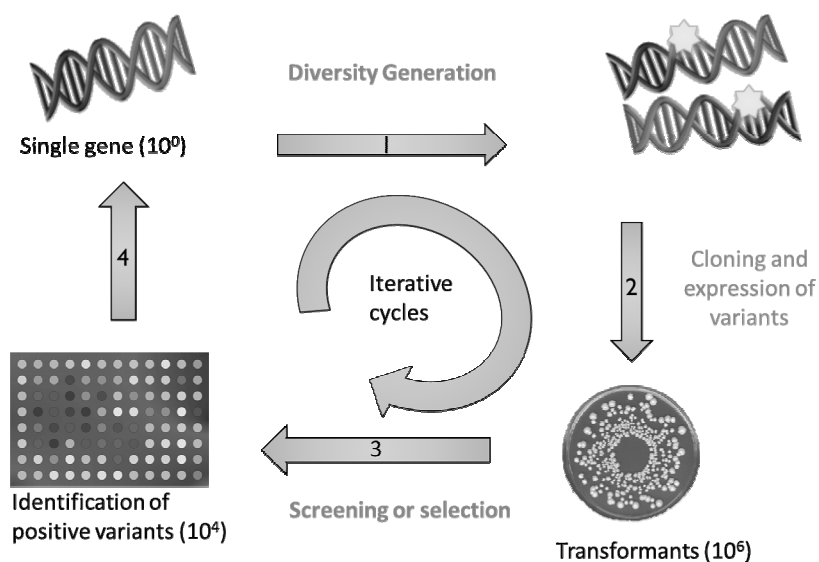 Diversity Generation
Single gene (10⁰)
1
4
Iterative
cycles
2
Cloning and
expression of
variants
3
Identification of
positive variants (10⁴)
Screening or selection
Transformants (10⁶)